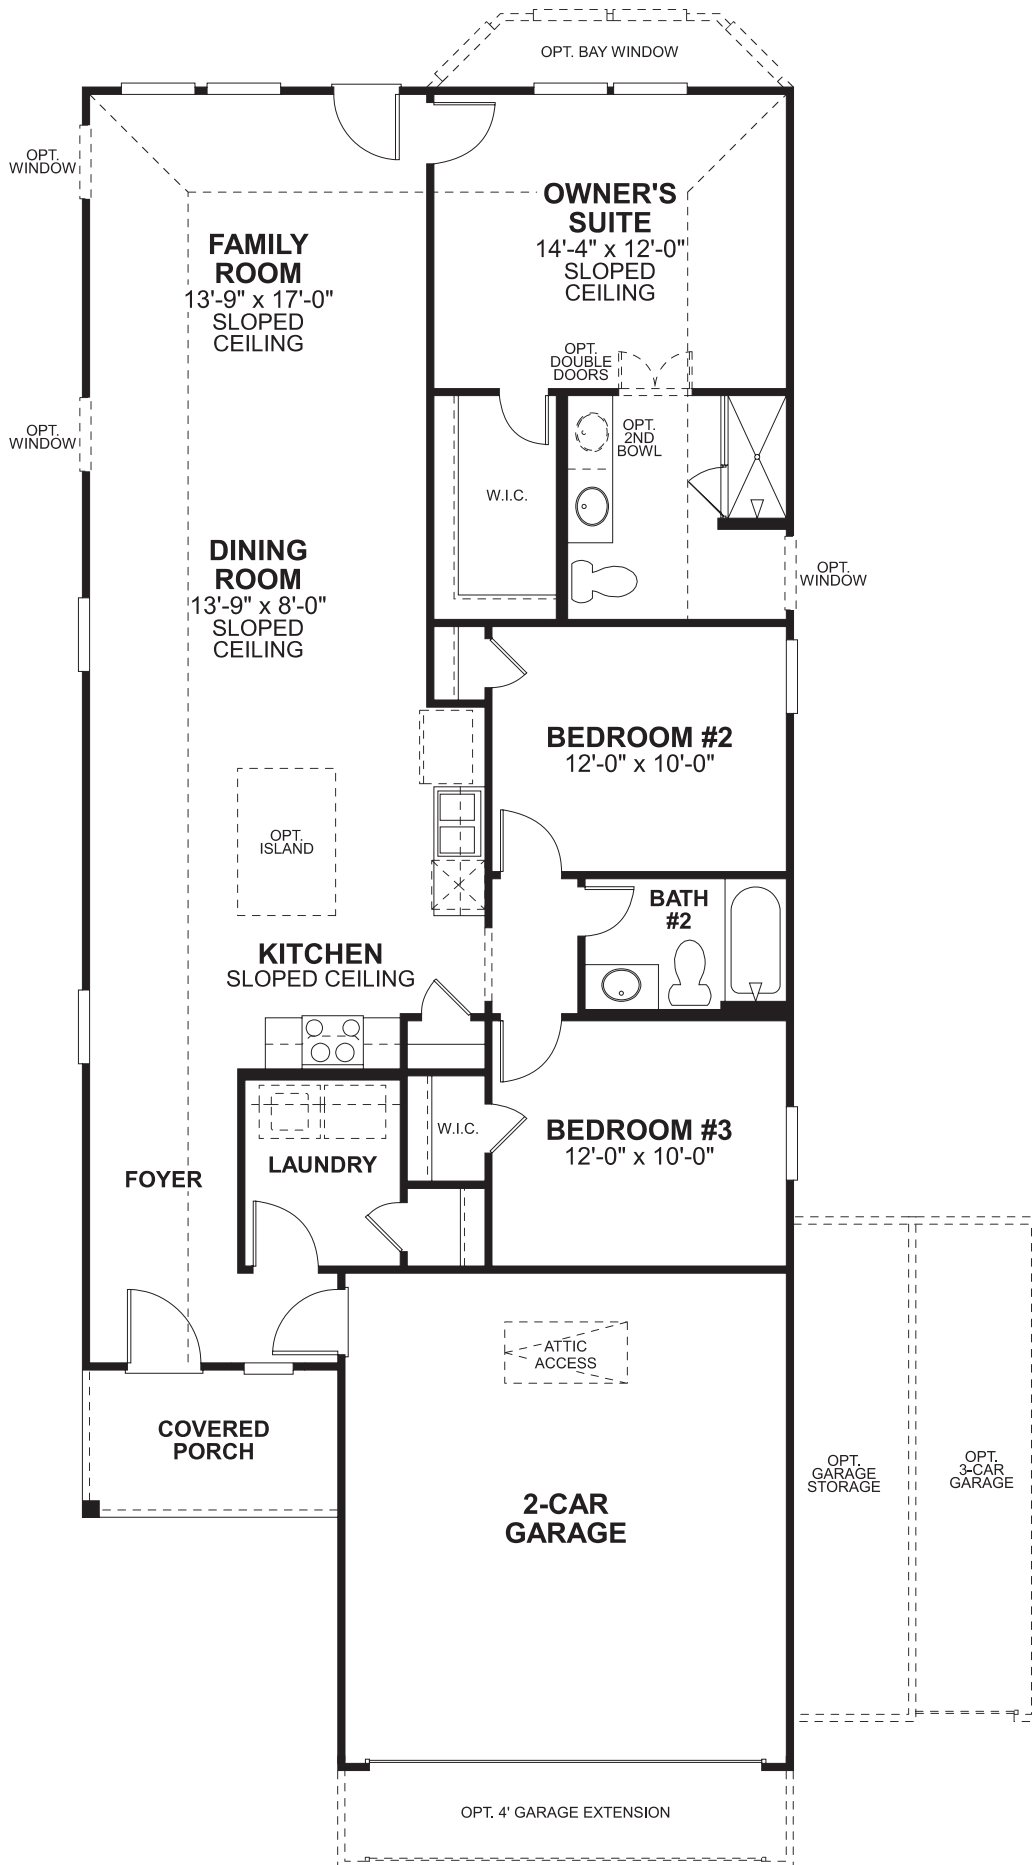 OPT. BAY WINDOW
OPT.
WINDOW
OWNER'S
SUITE
14'-4" x 12'-0"
SLOPED
CEILING
FAMILY
ROOM
13'-9" x 17'-0"
SLOPED
CEILING
OPT.
DOUBLE
DOORS
OPT.
WINDOW
OPT.
2ND
BOWL
W.I.C.
DINING
ROOM
13'-9" x 8'-0"
SLOPED
CEILING
OPT.
WINDOW
BEDROOM #2
12'-0" x 10'-0"
OPT.
ISLAND
BATH
#2
KITCHEN
SLOPED CEILING
W.I.C.
BEDROOM #3
12'-0" x 10'-0"
LAUNDRY
FOYER
ATTIC
ACCESS
COVERED
PORCH
2-CAR
GARAGE
OPT.
GARAGE
STORAGE
OPT.
3-CAR
GARAGE
OPT. 4' GARAGE EXTENSION